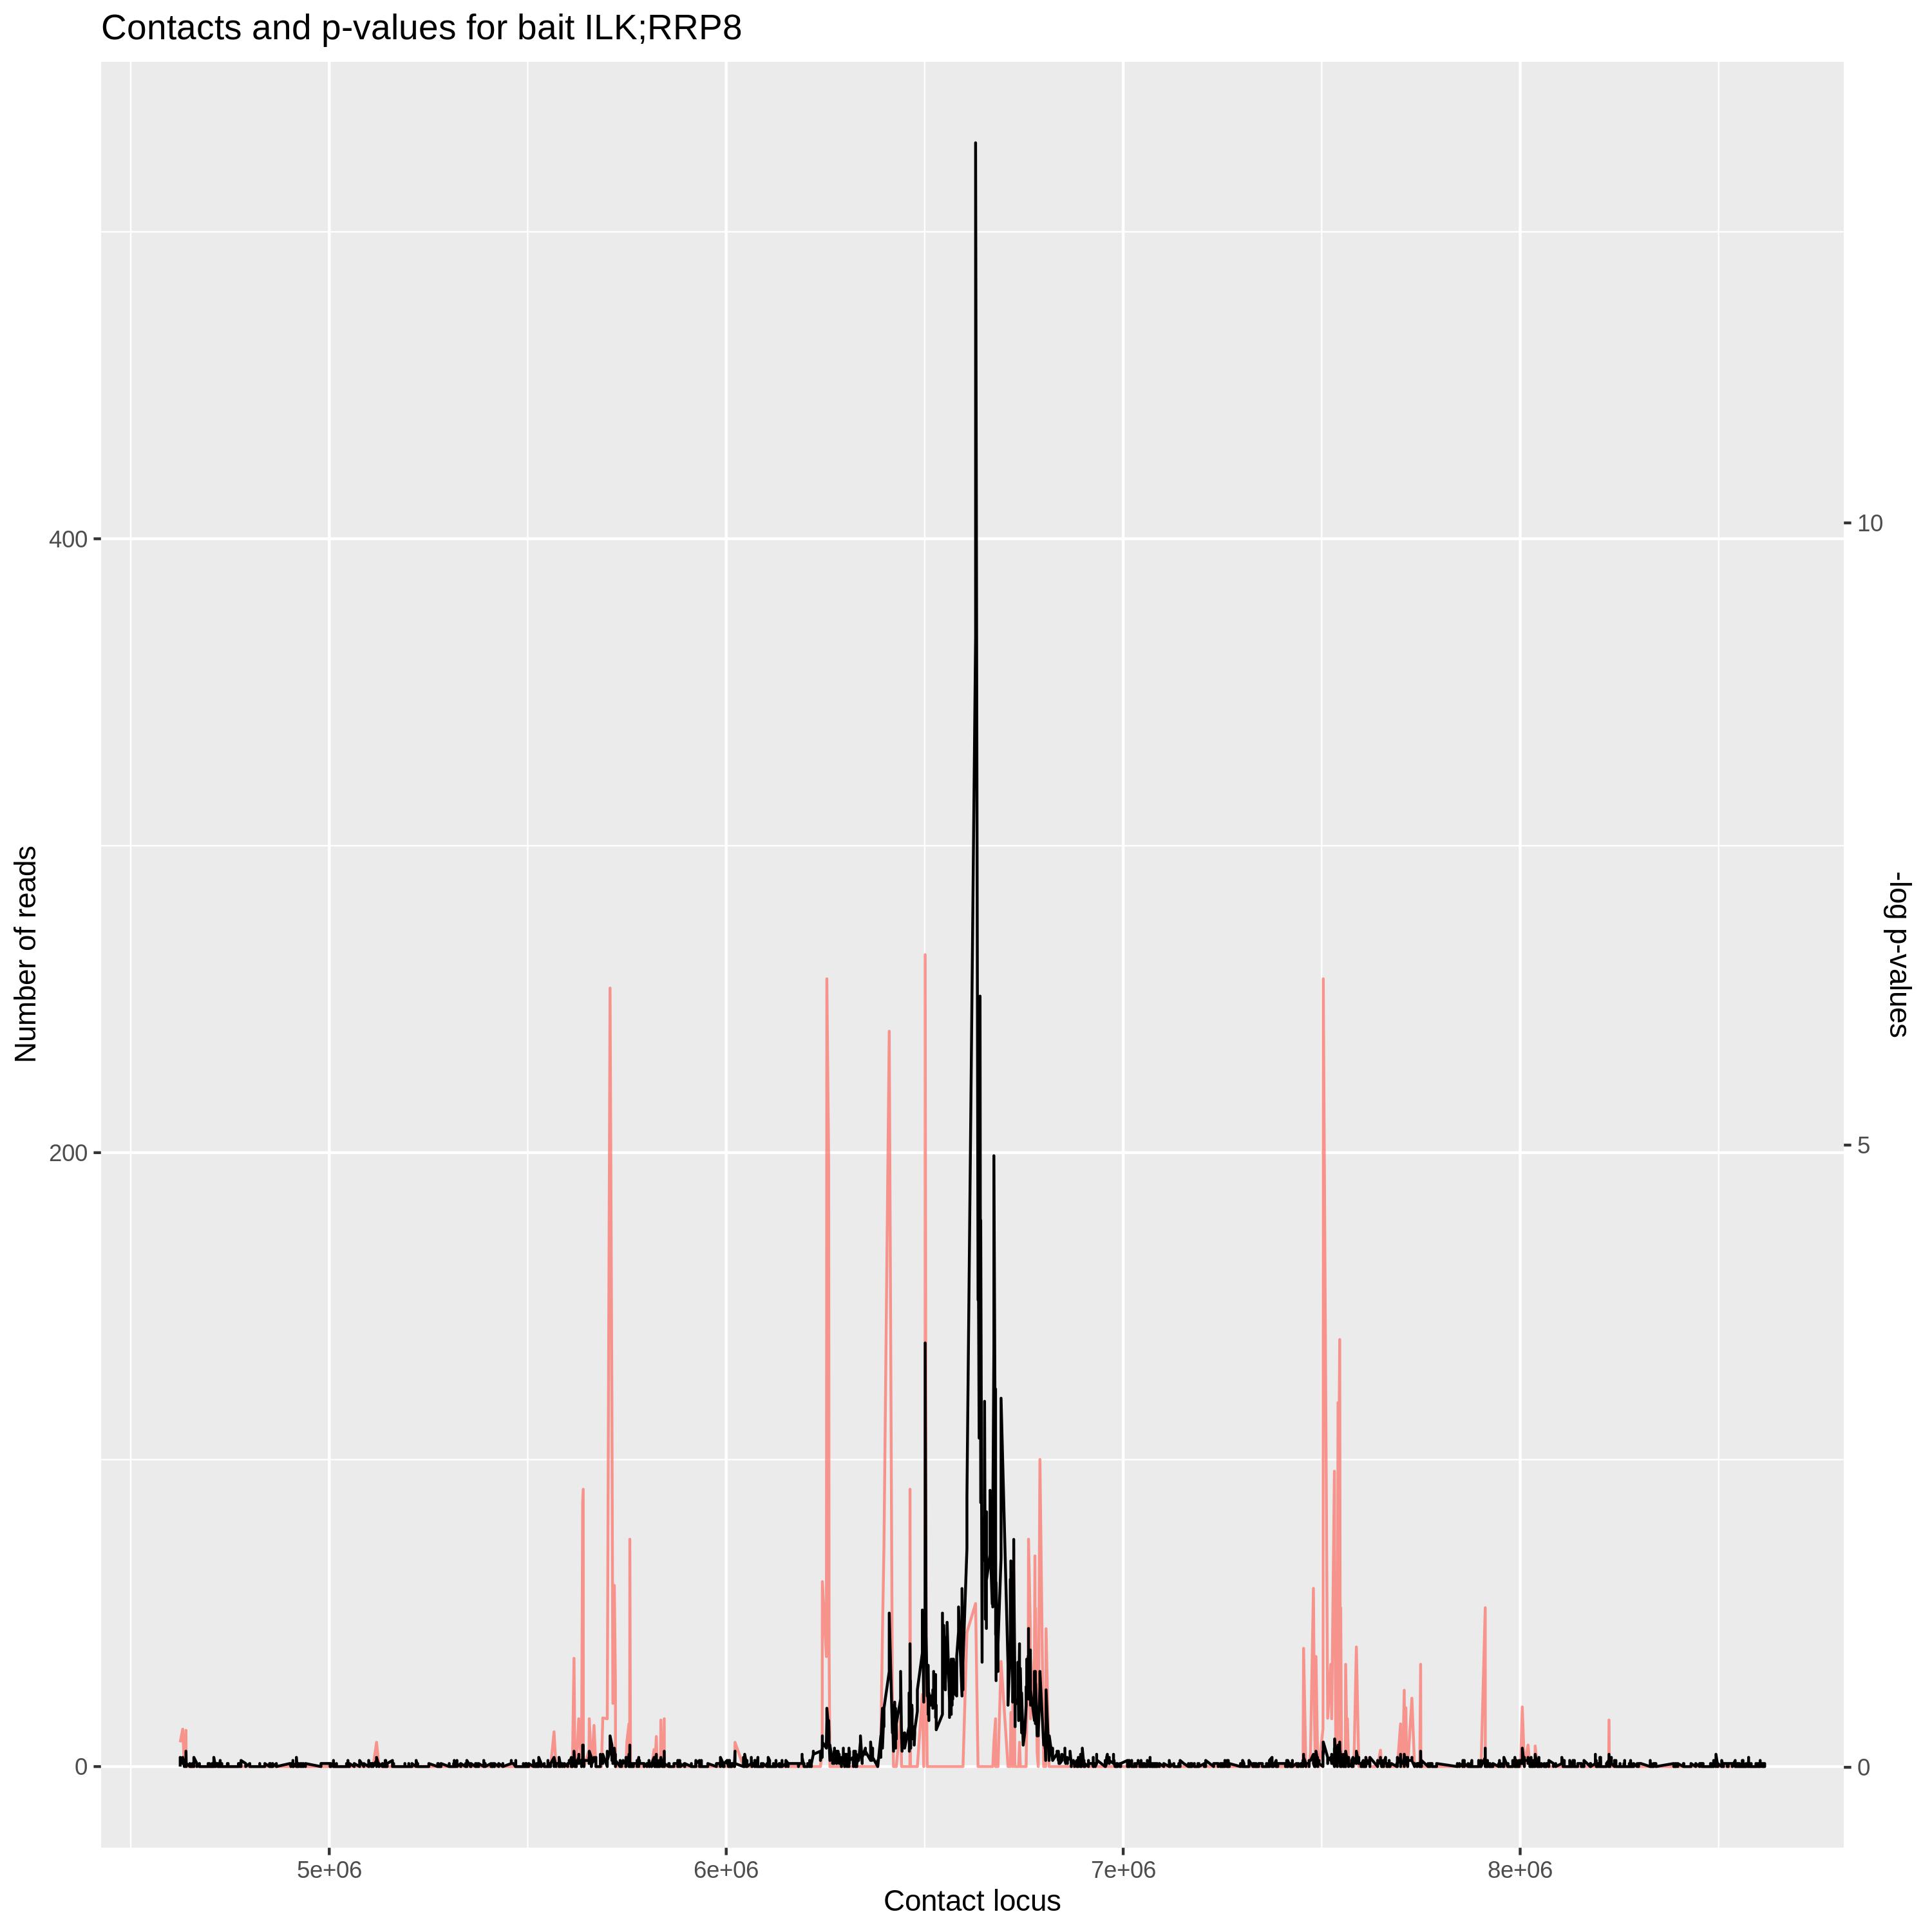 Contacts and p-values for bait ILK;RRP8
Number of reads
400
200
0
10
5
0
-log p-values
5e+06
6e+06
7e+06
8e+06
Contact locus